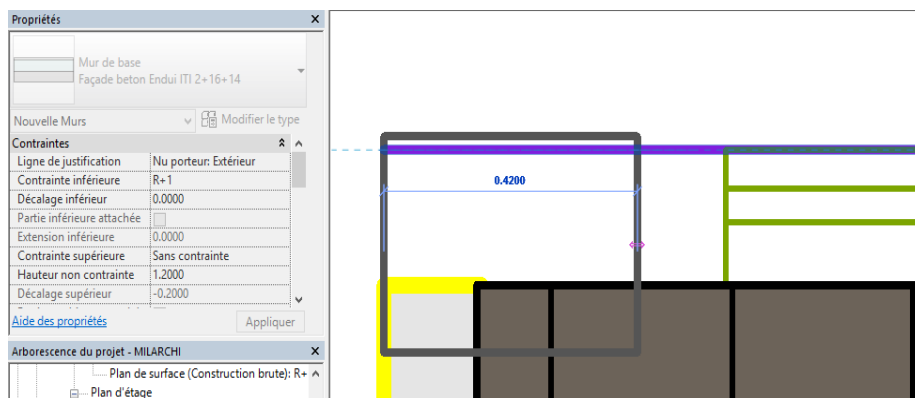 Propriétés X
Mur de base
Façade beton Endui ITI 2+16+14
Nouvelle Murs
Modifier le type
Contraintes
Ligne de justification Nu porteur: Extérieur
Contrainte inférieure R+1
Décalage inférieur 0.0000
Partie inférieure attachée
Extension inférieure 0.0000
Contrainte supérieure Sans contrainte
Hauteur non contrainte 1.2000
Décalage supérieur -0.2000
Aide des propriétés Appliquer
Arborescence du projet - MILARCHI X
Plan de surface (Construction brute): R+
Plan d'étage
0.4200